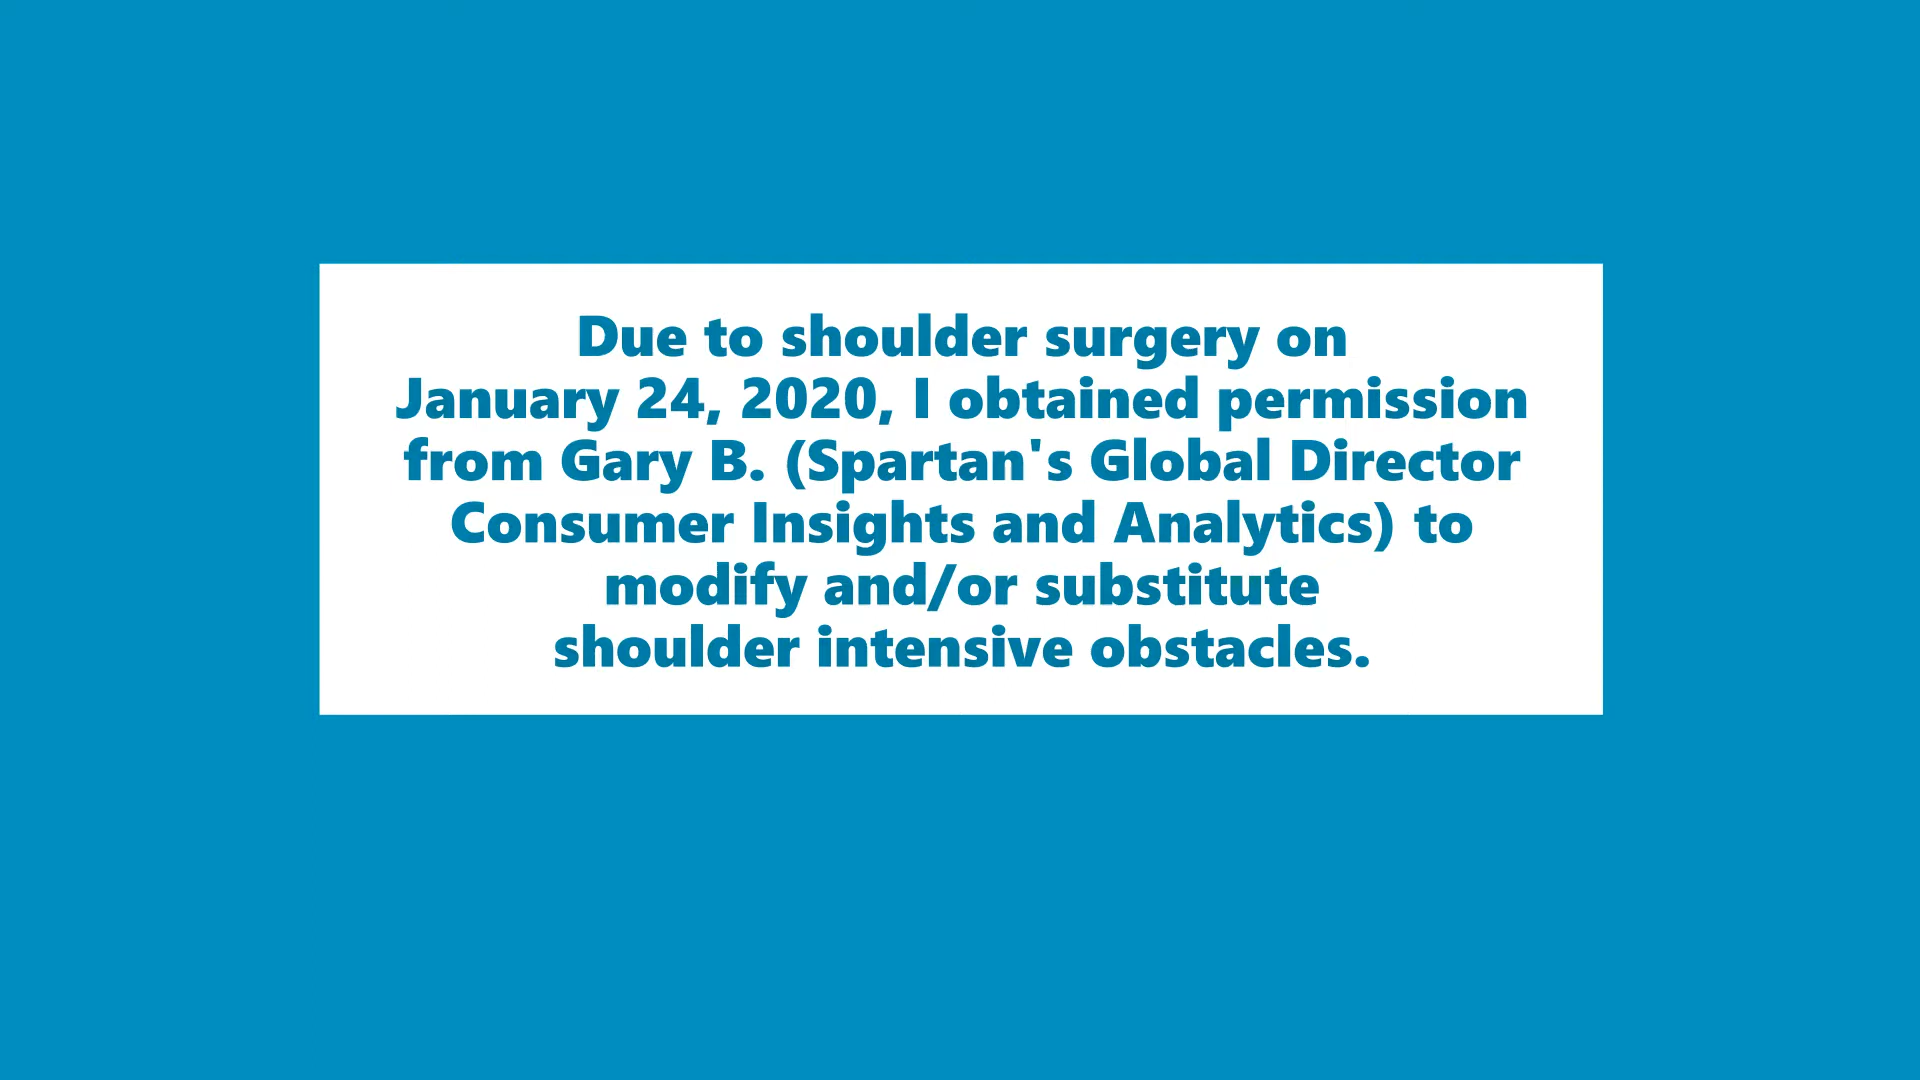 Due to shoulder surgery on
January 24, 2020, I obtained permission
from Gary B. (Spartan's Global Director
Consumer Insights and Analytics) to
modify and/or substitute
shoulder intensive obstacles.